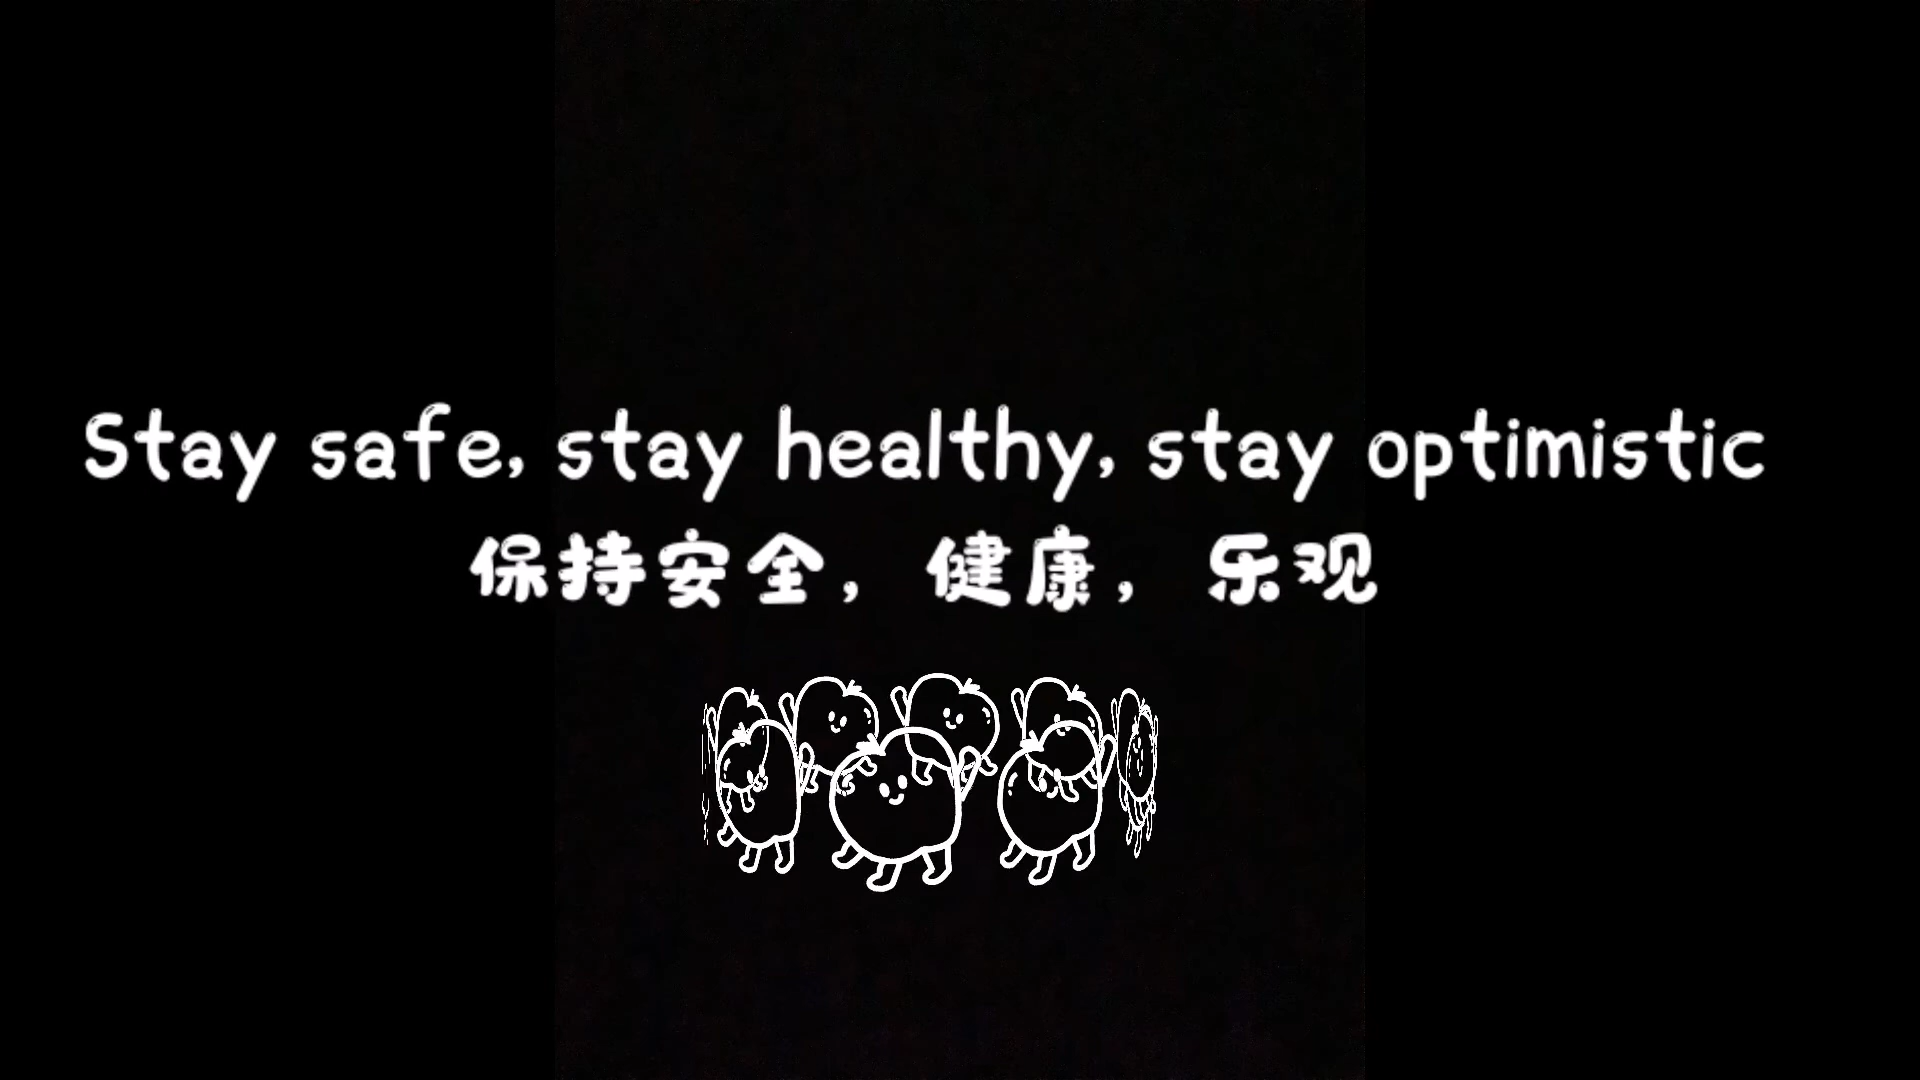 Stay safe, stay healthy, stay optimistic
保持安全，健康，乐观